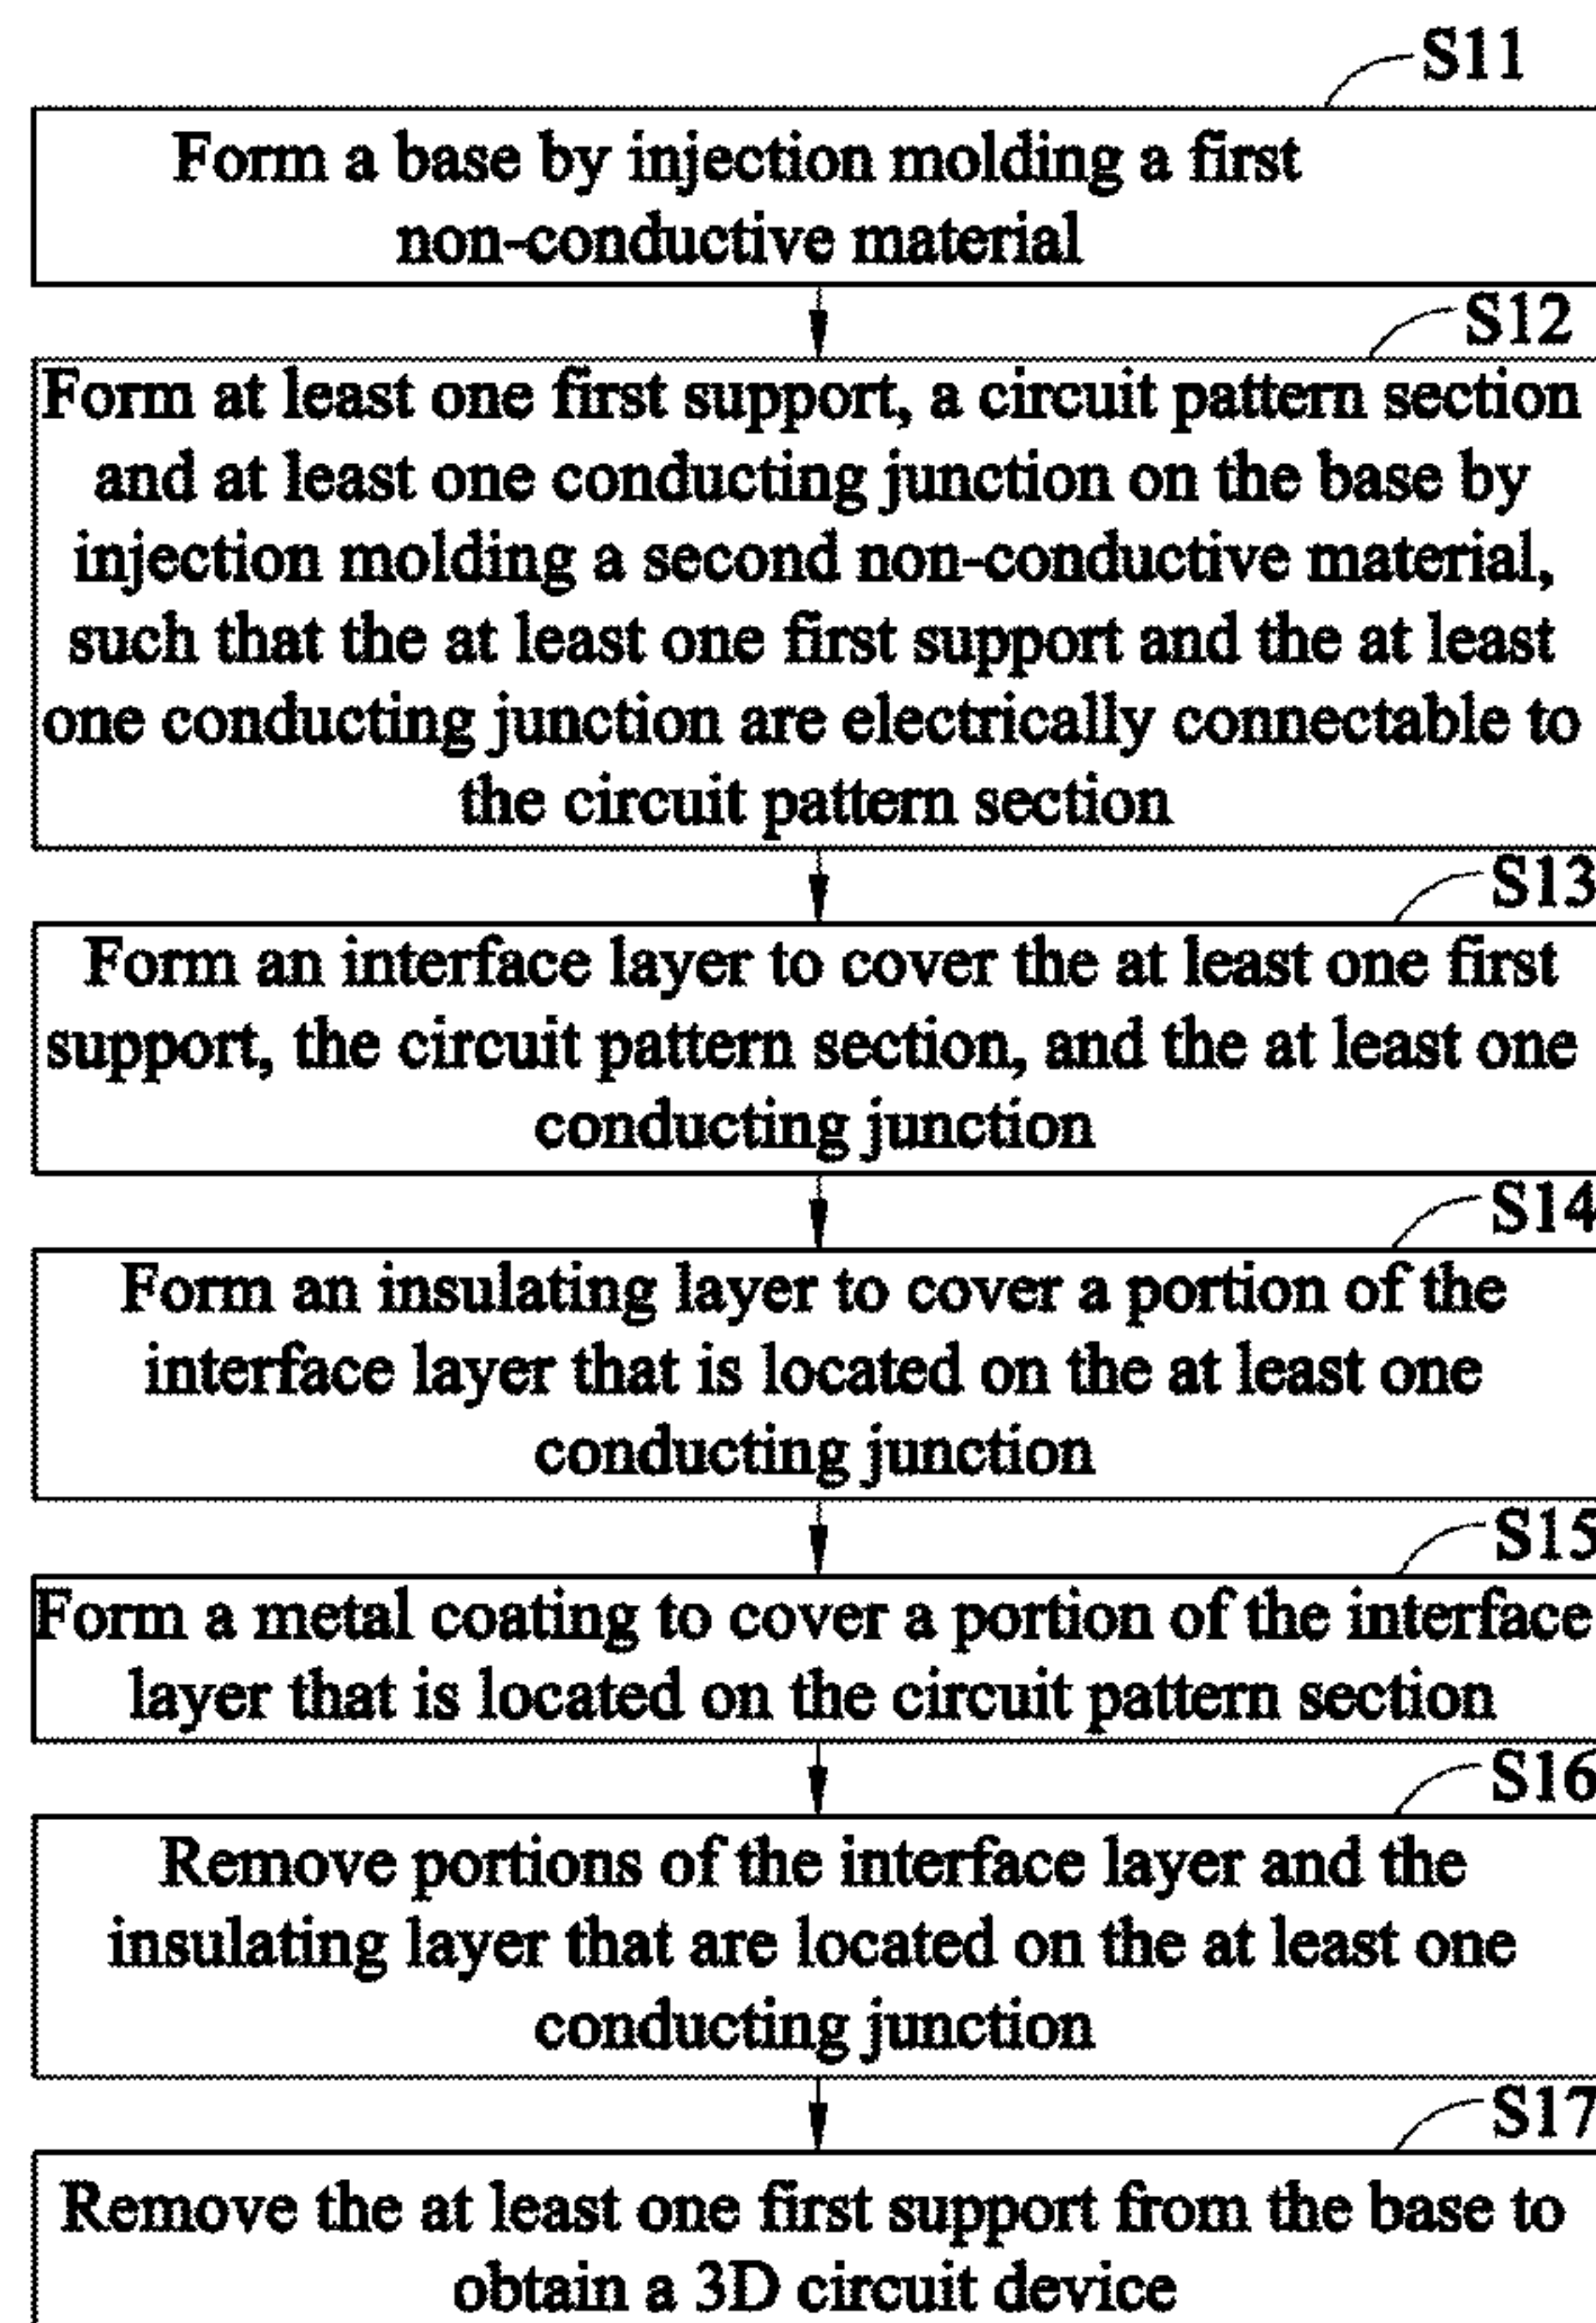 S11
Form a base by injection molding a first
non-conductive material
S12
Form at least one first support, a circuit pattern section
and at least one conducting junction on the base by
injection molding a second non-conductive material,
such that the at least one first support and the at least
one conducting junction are electrically connectable to
the circuit pattern section
S13
Form an interface layer to cover the at least one first
support, the circuit pattern section, and the at least one
conducting junction
S14
Form an insulating layer to cover a portion of the
interface layer that is located on the at least one
conducting junction
S15
Form a metal coating to cover a portion of the interface
layer that is located on the circuit pattern section
S16
Remove portions of the interface layer and the
insulating layer that are located on the at least one
conducting junction
S17
Remove the at least one first support from the base to
obtain a 3D circuit device